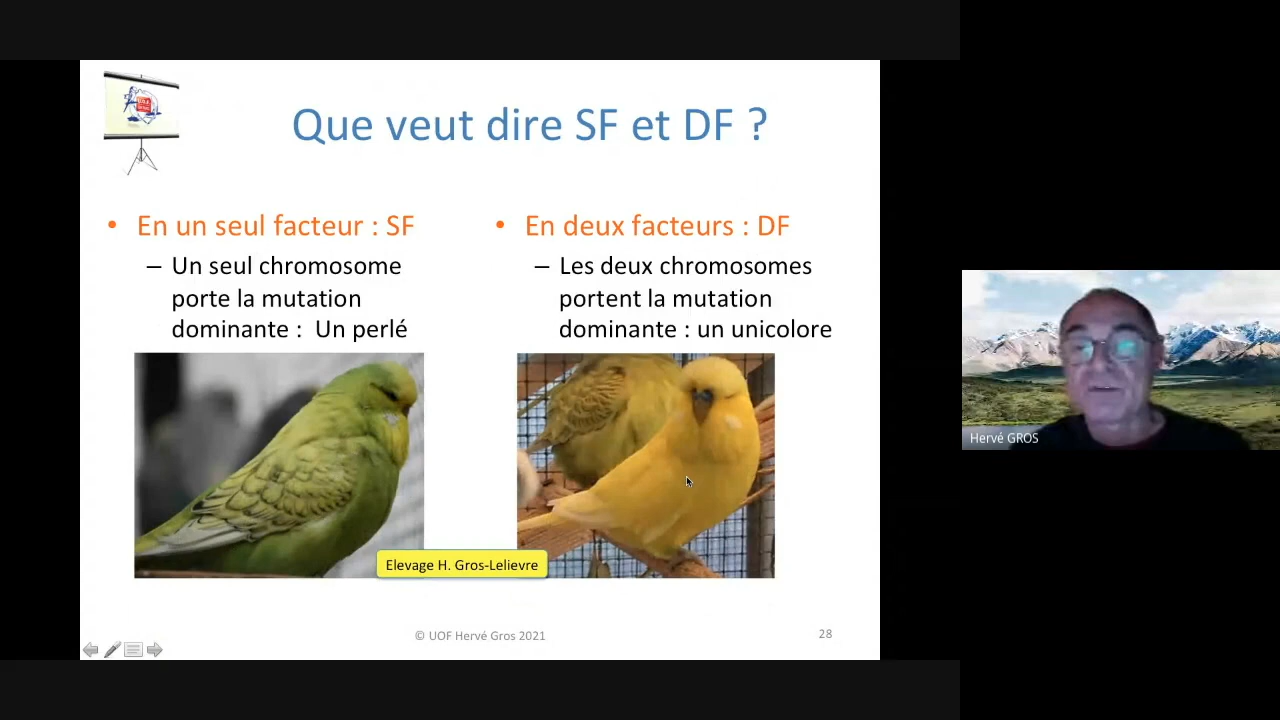 Que veut dire SF et DF ?
• En un seul facteur : SF
– Un seul chromosome
porte la mutation
dominante : Un perlé
• En deux facteurs : DF
– Les deux chromosomes
portent la mutation
dominante : un unicolore
Elevage H. Gros-Lelievre
© UOF Hervé Gros 2021
28
Hervé GROS